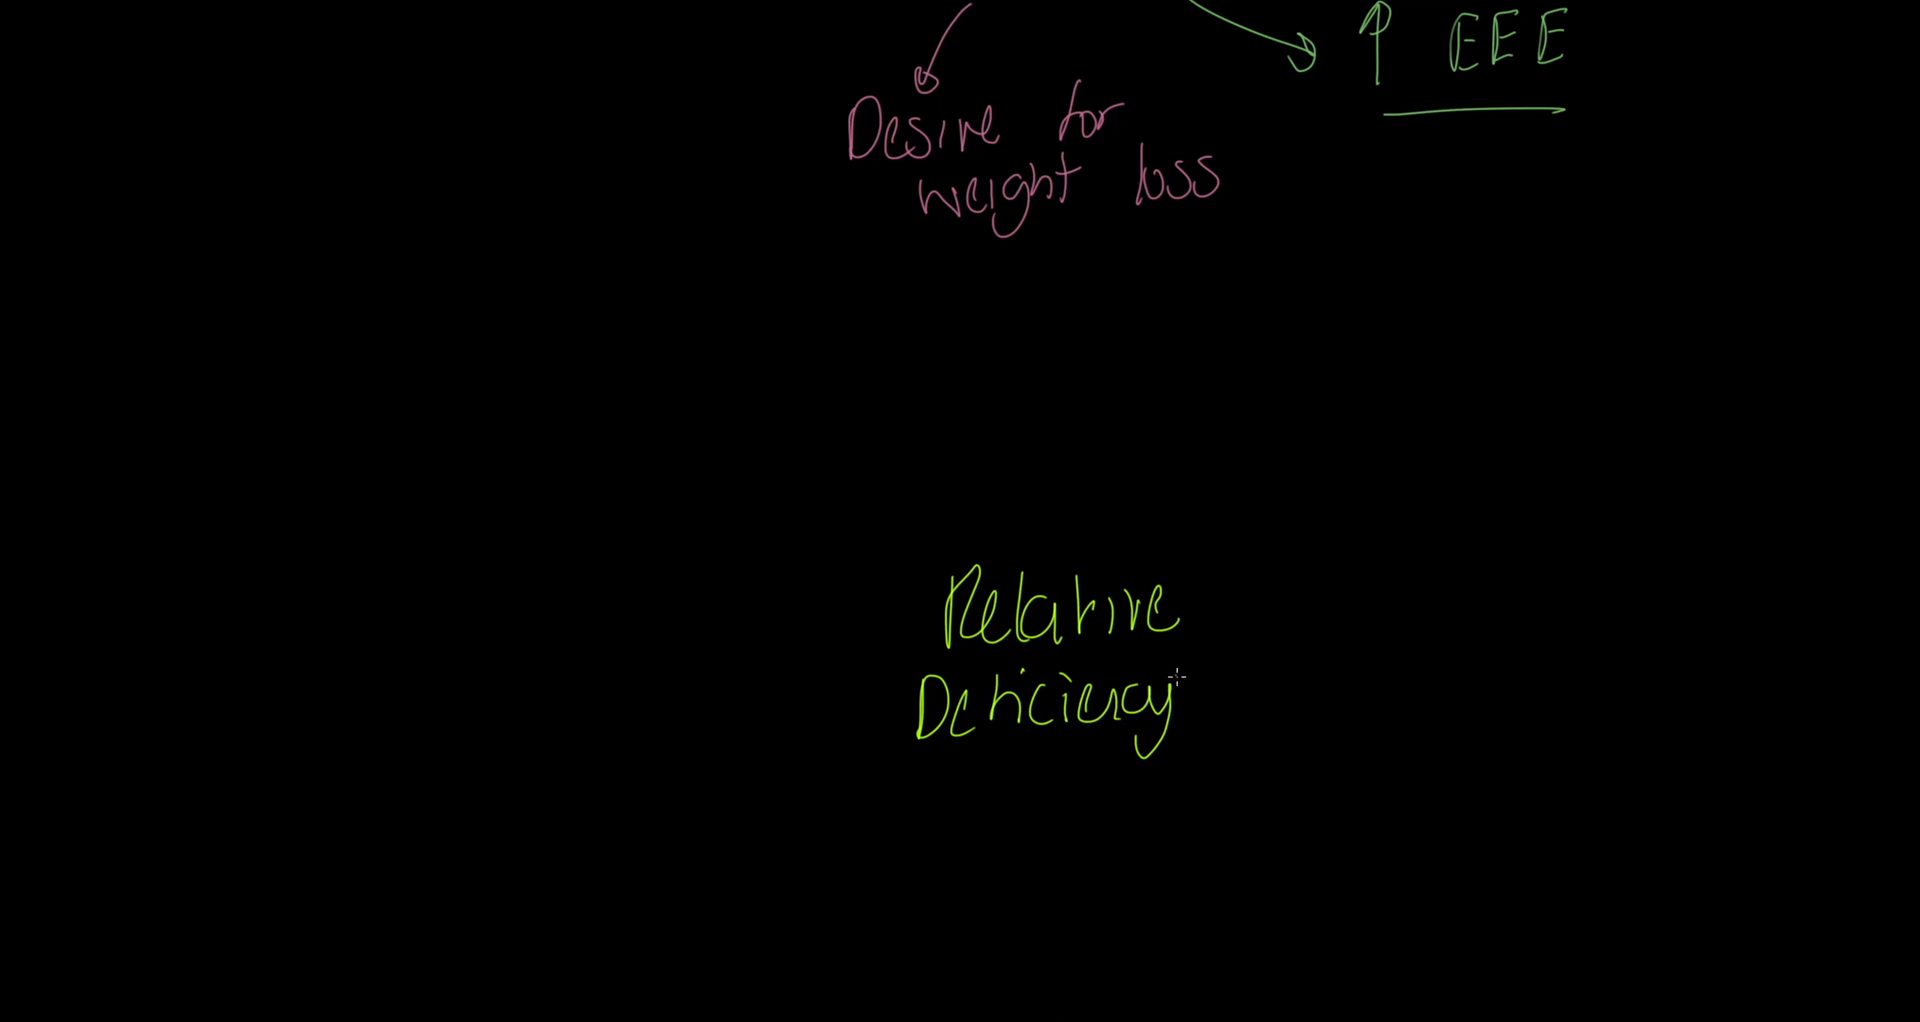 ↑ EEE
Desire for
weight loss
Relative
Deficiency